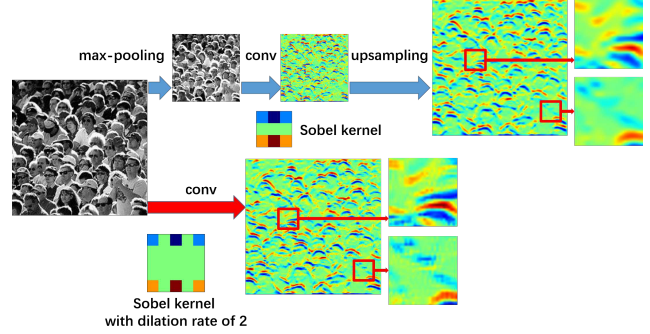 max-pooling
conv
upsampling
Sobel kernel
conv
Sobel kernel
with dilation rate of 2